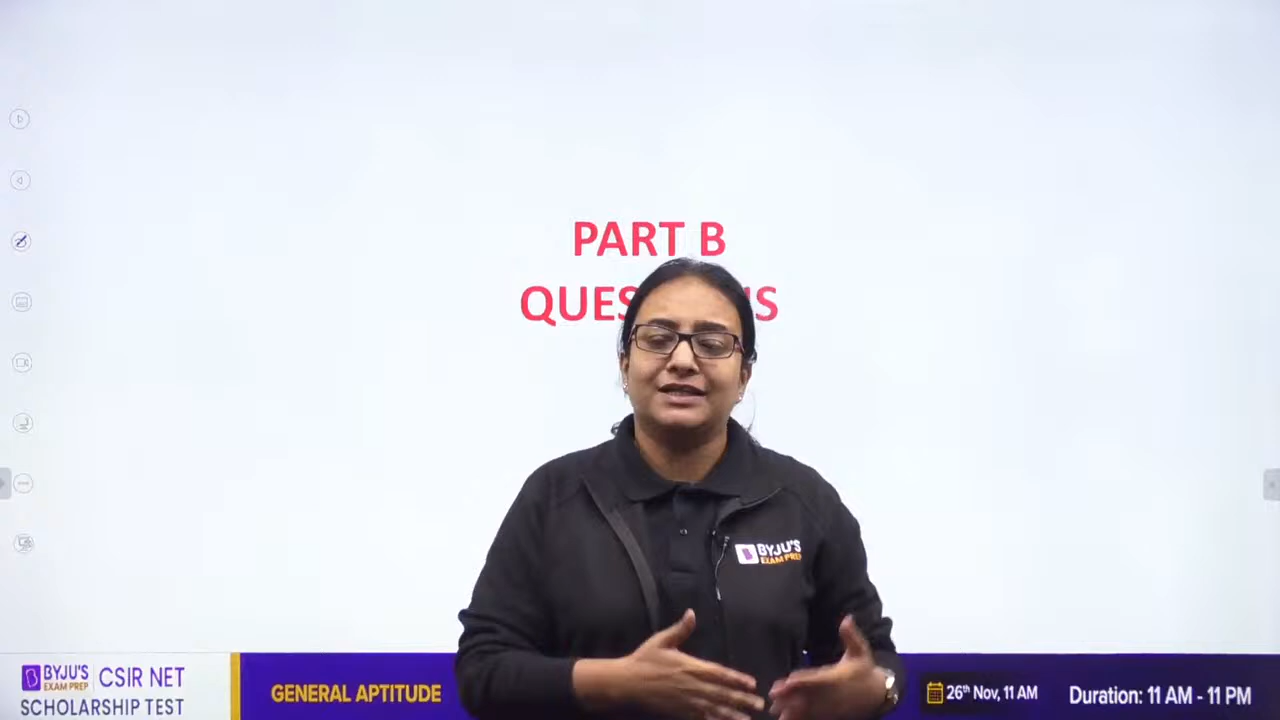 PART B
BYJU'S
EXAM PREP
BYJU'S
EXAM PREP
CSIR NET
SCHOLARSHIP TEST
GENERAL APTITUDE
26th Nov, 11 AM
Duration: 11 AM - 11 PM